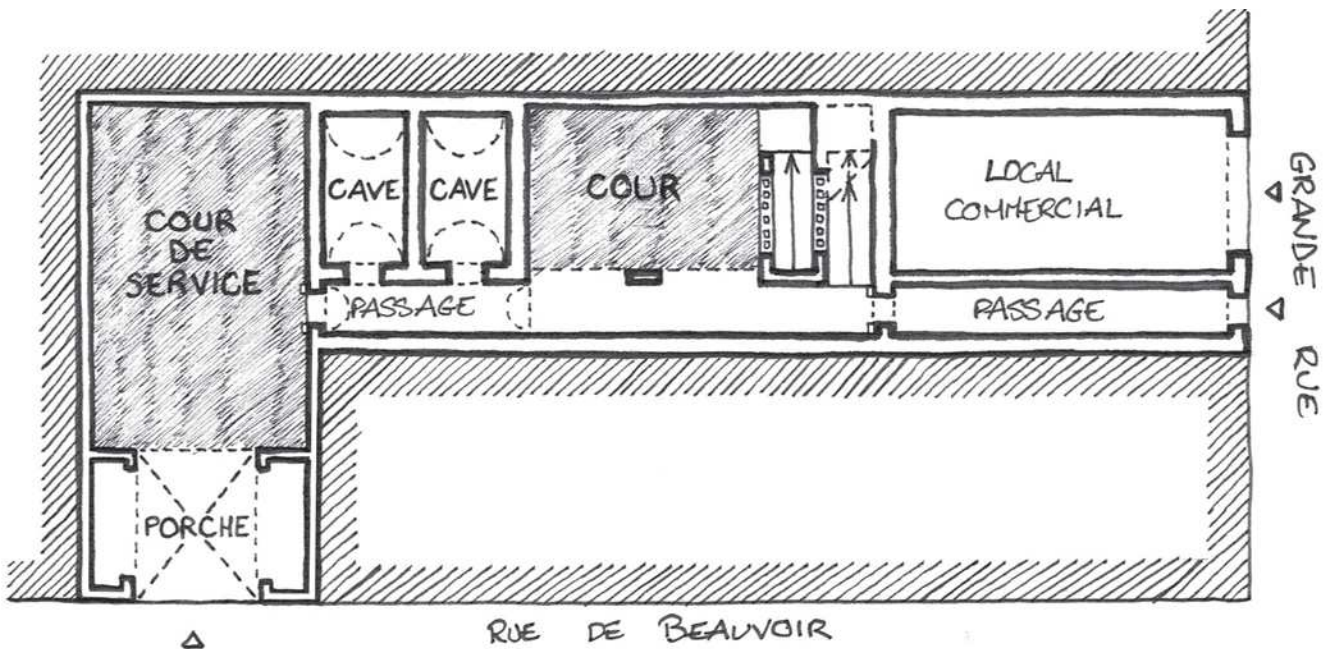 COUR
DE
SERVICE
CAVE
CAVE
COUR
LOCAL
COMMERCIAL
PASSAGE
PASSAGE
PORCHE
GRANDE RUE
RUE DE BEAUVOIR